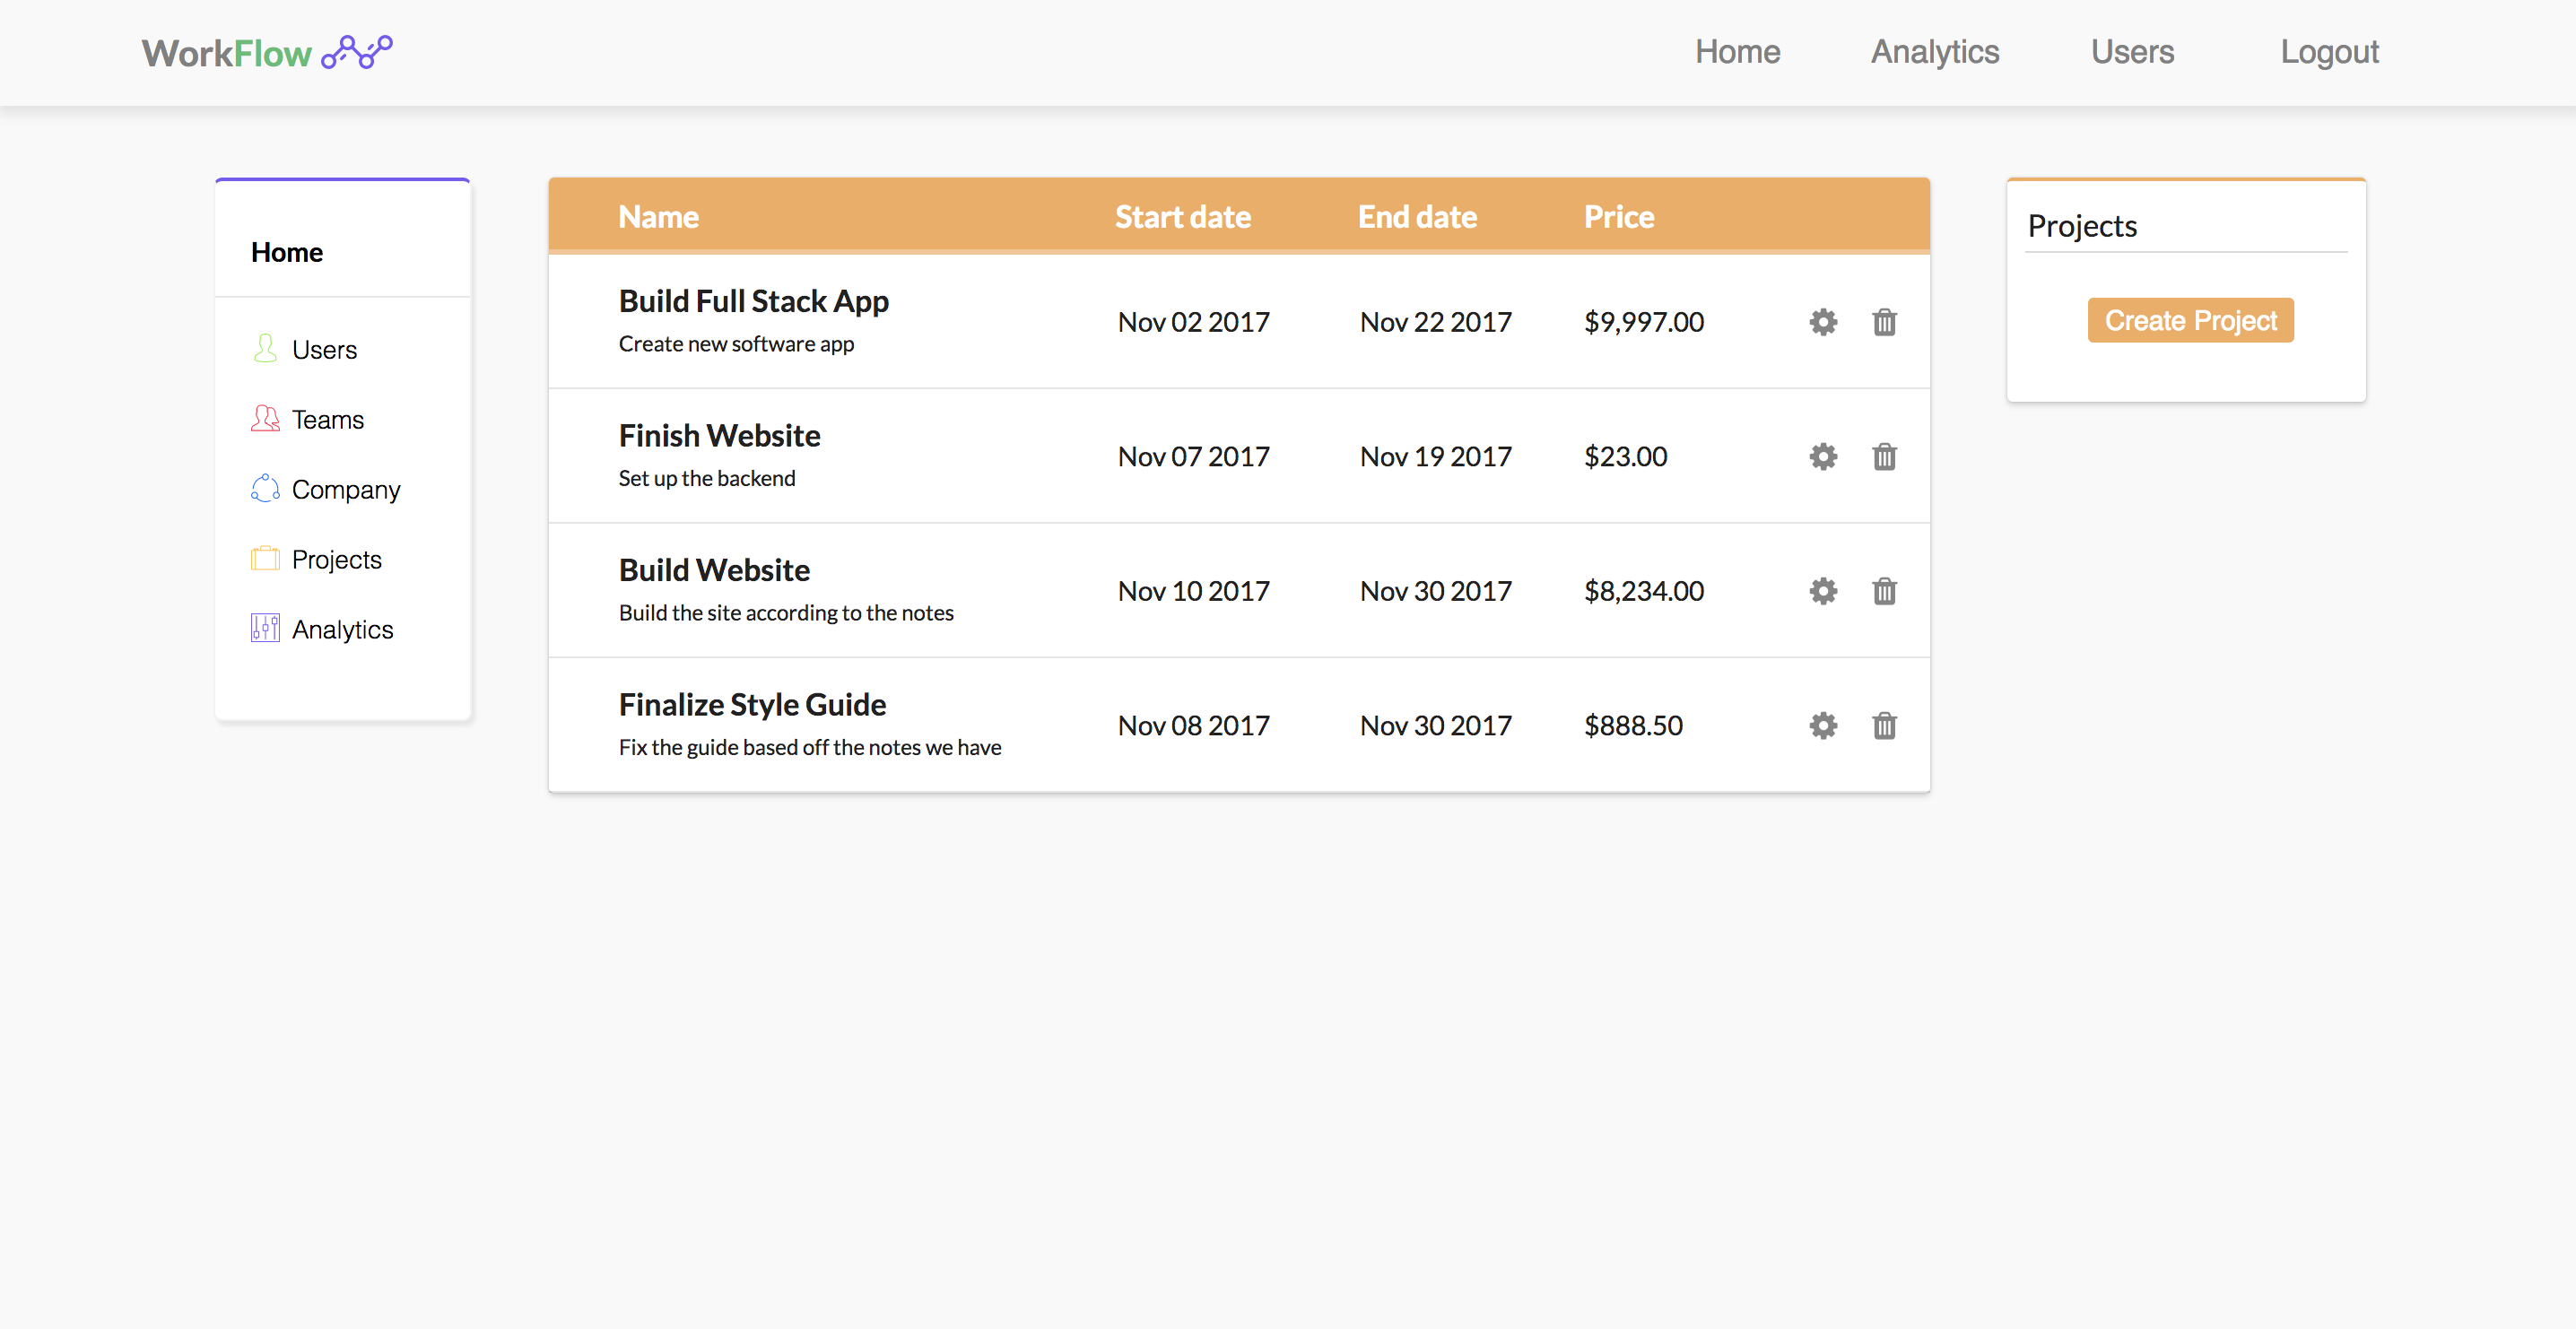 WorkFlow
Home Analytics Users Logout
Home
Users
Teams
Company
Projects
Analytics
Name Start date End date Price
Build Full Stack App
Create new software app
Nov 02 2017 Nov 22 2017 $9,997.00
Finish Website
Set up the backend
Nov 07 2017 Nov 19 2017 $23.00
Build Website
Build the site according to the notes
Nov 10 2017 Nov 30 2017 $8,234.00
Finalize Style Guide
Fix the guide based off the notes we have
Nov 08 2017 Nov 30 2017 $888.50
Projects
Create Project